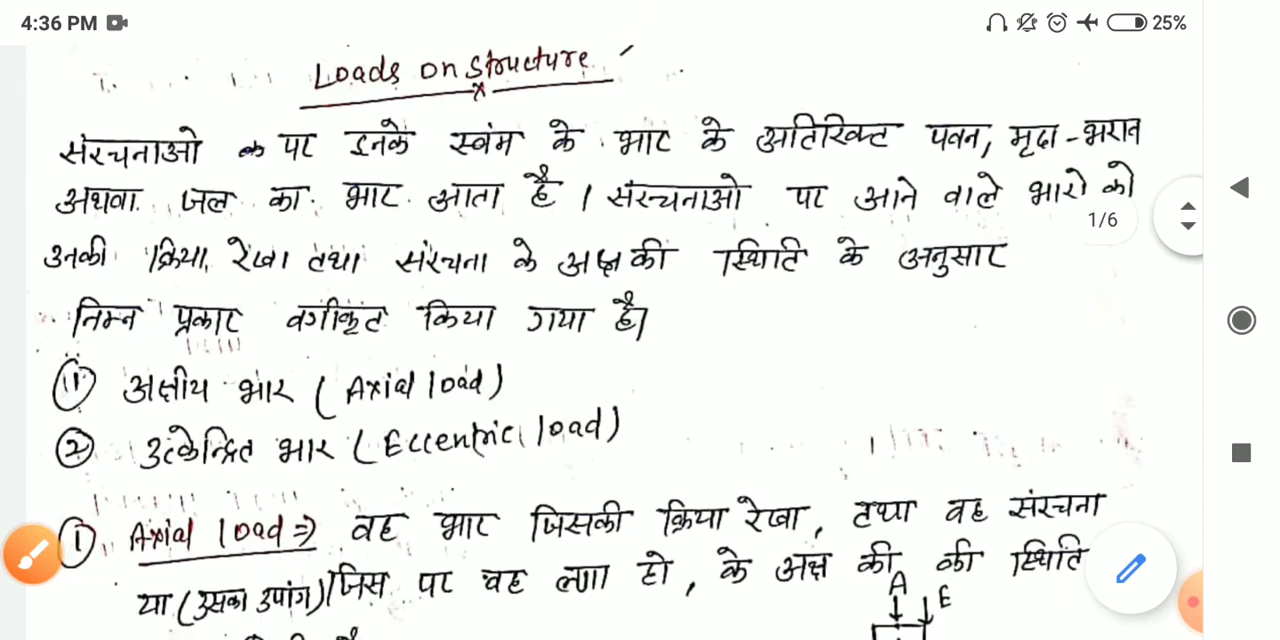 4:36 PM
25%
Loads on Structure
संरचनाओ के पर इनके स्वंम के भार के अतिरिक्त पवन, मृदा-भराव
अथवा जल का भार आता है। संरचनाओ पर आने वाले भारो को
1/6
उनकी क्रिया रेखा तथा संरचना के अक्ष की स्थिति के अनुसार
निम्न प्रकार वर्गीकृत किया गया है।
① अक्षीय भार (Axial load)
② उत्केन्द्रित भार (Eccentric load)
① Axial load ⇒ वह भार जिसकी क्रिया रेखा, तथा वह संरचना
या (उसका उपांग) जिस पर वह लगा हो, के अक्ष की की स्थिति
A E